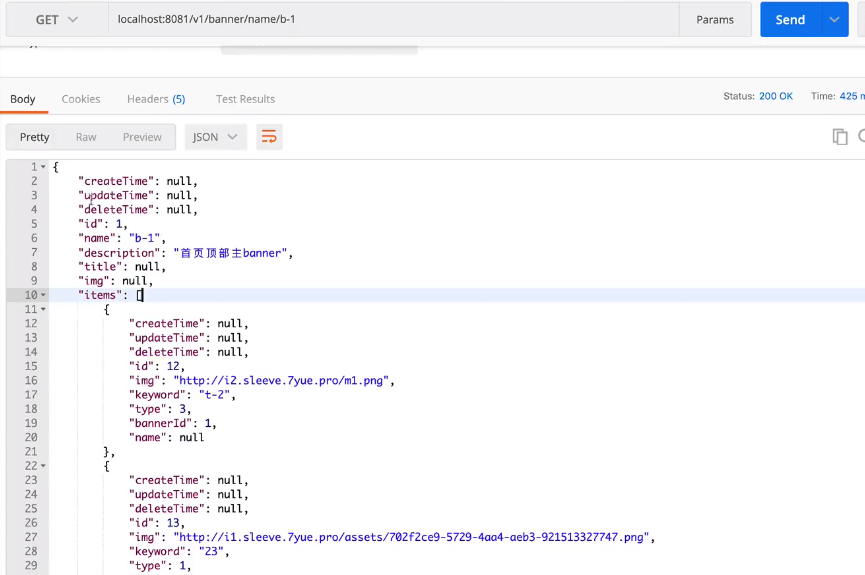 GET localhost:8081/v1/banner/name/b-1 Params Send
Body Cookies Headers (5) Test Results Status: 200 OK Time: 425 m
Pretty Raw Preview JSON
1 {
2 "createTime": null,
3 "updateTime": null,
4 "deleteTime": null,
5 "id": 1,
6 "name": "b-1",
7 "description": "首页顶部主banner",
8 "title": null,
9 "img": null,
10 "items": [
11 {
12 "createTime": null,
13 "updateTime": null,
14 "deleteTime": null,
15 "id": 12,
16 "img": "http://i2.sleeve.7yue.pro/m1.png",
17 "keyword": "t-2",
18 "type": 3,
19 "bannerId": 1,
20 "name": null
21 },
22 {
23 "createTime": null,
24 "updateTime": null,
25 "deleteTime": null,
26 "id": 13,
27 "img": "http://i1.sleeve.7yue.pro/assets/702f2ce9-5729-4aa4-aeb3-921513327747.png",
28 "keyword": "23",
29 "type": 1,